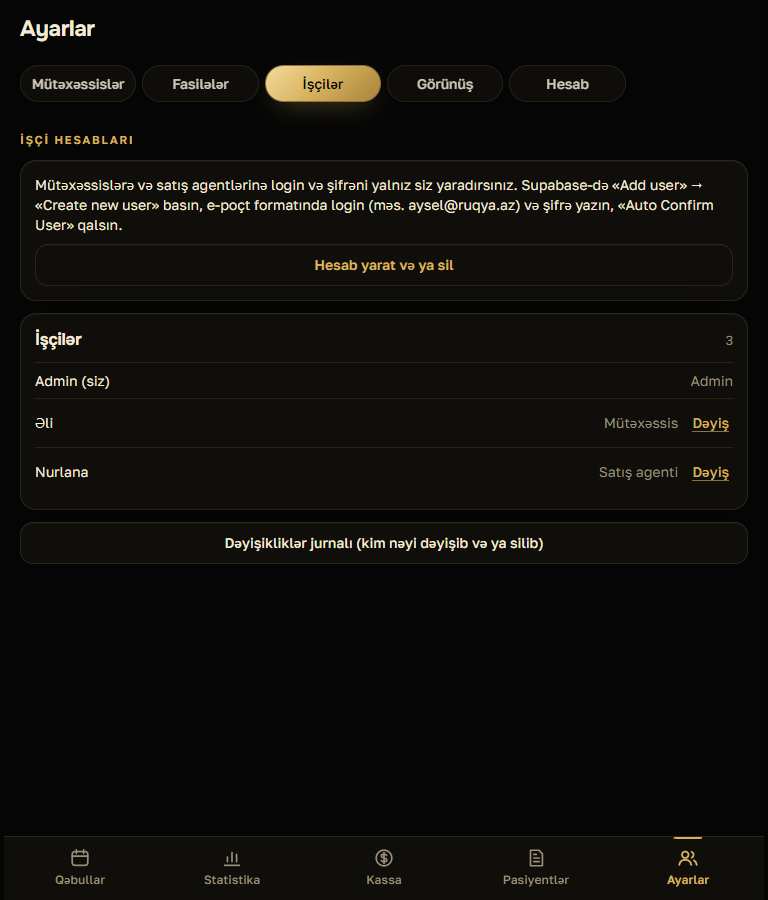 Ayarlar
Mütəxəssislər
Fasilələr
İşçilər
Görünüş
Hesab
İŞÇİ HESABLARI
Mütəxəssislərə və satış agentlərinə login və şifrəni yalnız siz yaradırsınız. Supabase-də «Add user» →
«Create new user» basın, e-poçt formatında login (məs. aysel@ruqya.az) və şifrə yazın, «Auto Confirm
User» qalsın.
Hesab yarat və ya sil
İşçilər 3
Admin (siz) Admin
Əli Mütəxəssis Dəyiş
Nurlana Satış agenti Dəyiş
Dəyişikliklər jurnalı (kim nəyi dəyişib və ya silib)
Qəbullar
Statistika
Kassa
Pasiyentlər
Ayarlar